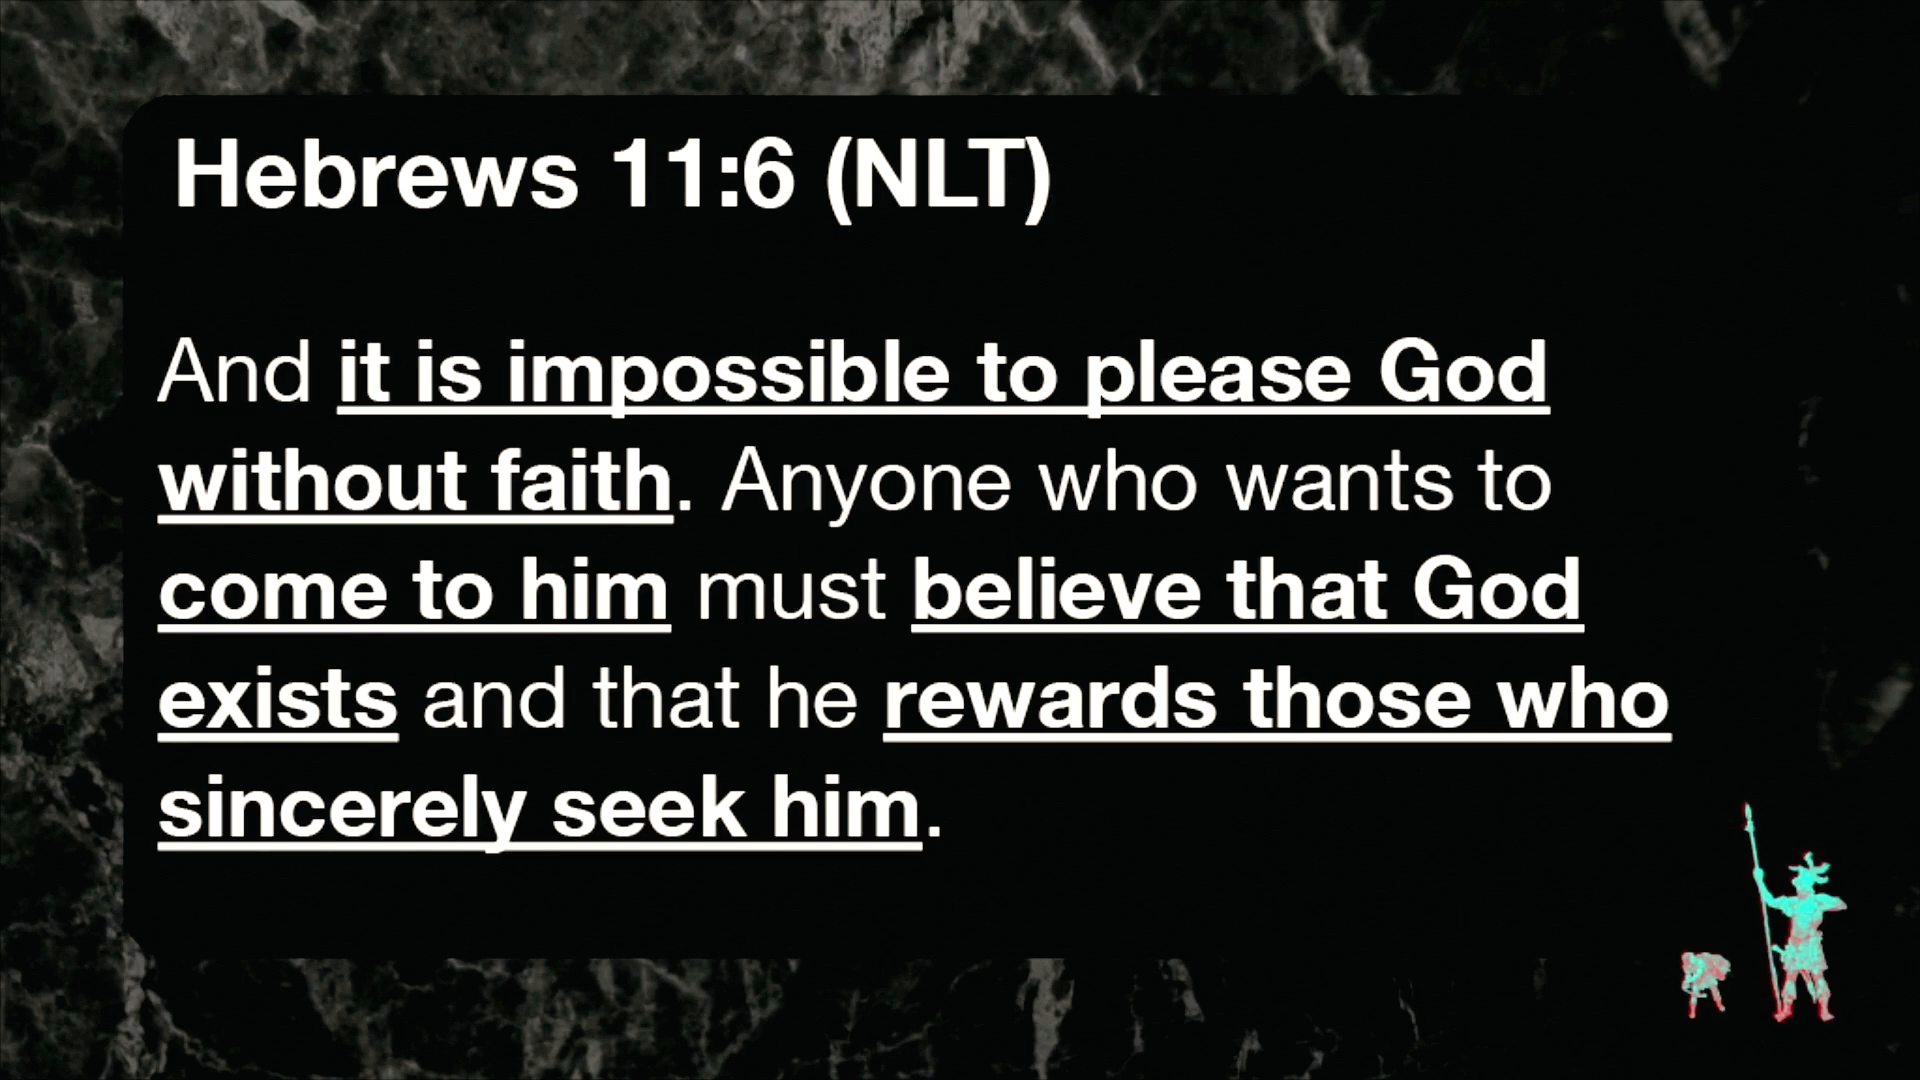 Hebrews 11:6 (NLT)
And it is impossible to please God
without faith. Anyone who wants to
come to him must believe that God
exists and that he rewards those who
sincerely seek him.